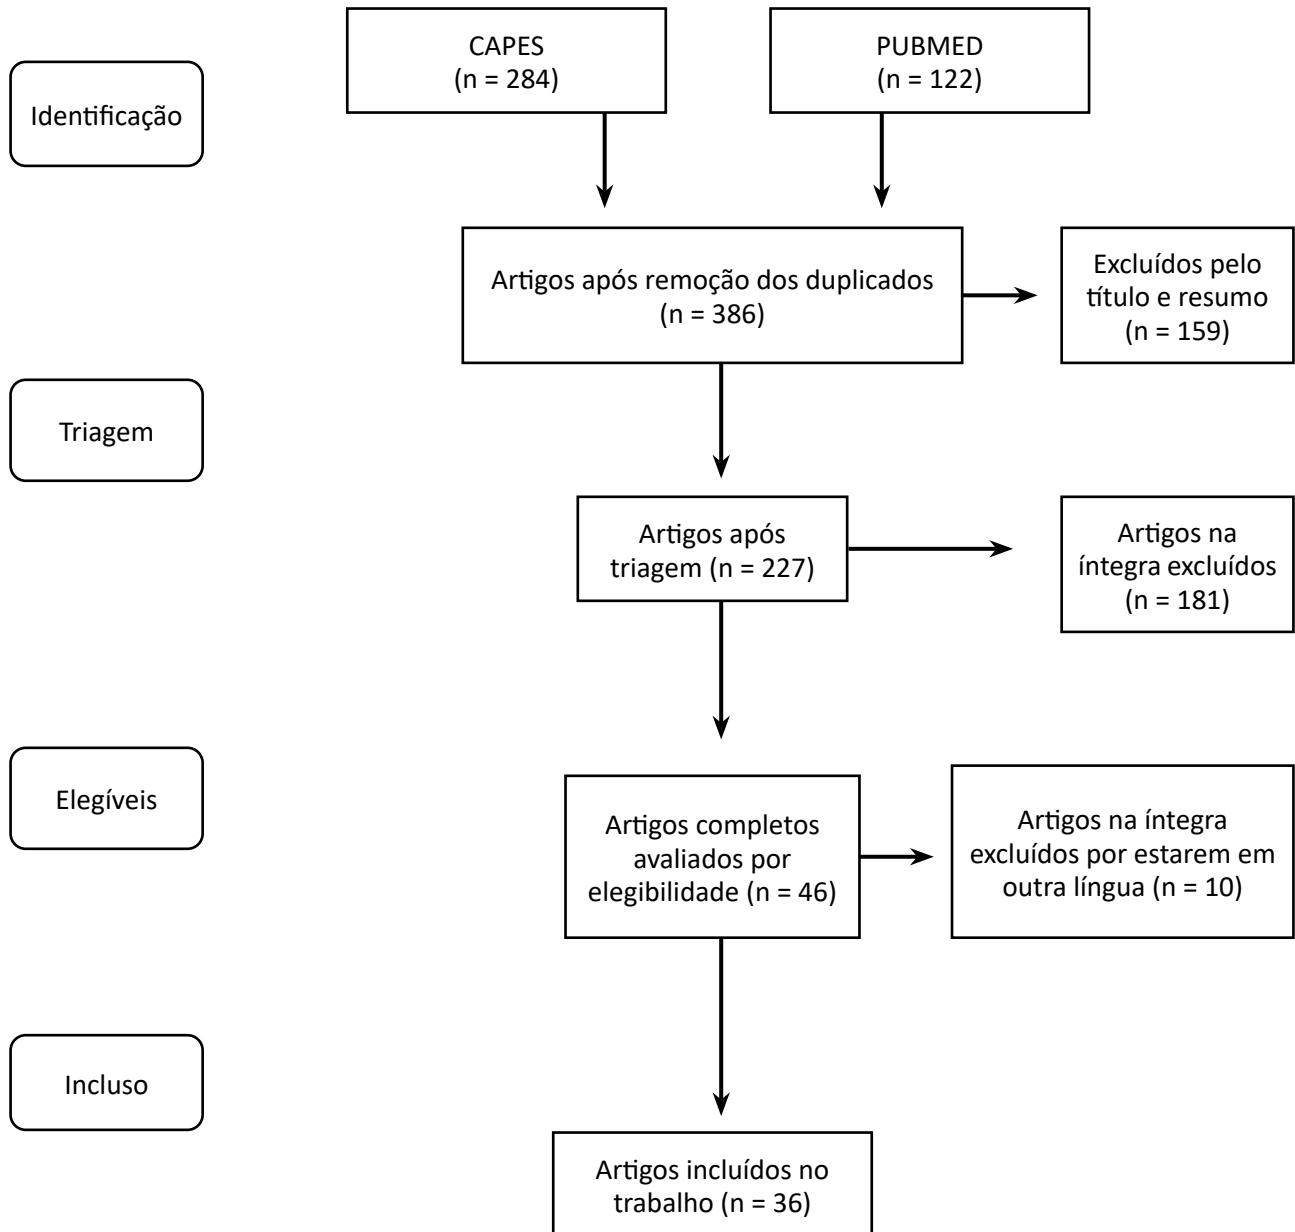 CAPES
(n = 284)
PUBMED
(n = 122)
Identificação
Artigos após remoção dos duplicados
(n = 386)
Excluídos pelo
título e resumo
(n = 159)
Triagem
Artigos após
triagem (n = 227)
Artigos na
íntegra excluídos
(n = 181)
Elegíveis
Artigos completos
avaliados por
elegibilidade (n = 46)
Artigos na íntegra
excluídos por estarem em
outra língua (n = 10)
Incluso
Artigos incluídos no
trabalho (n = 36)